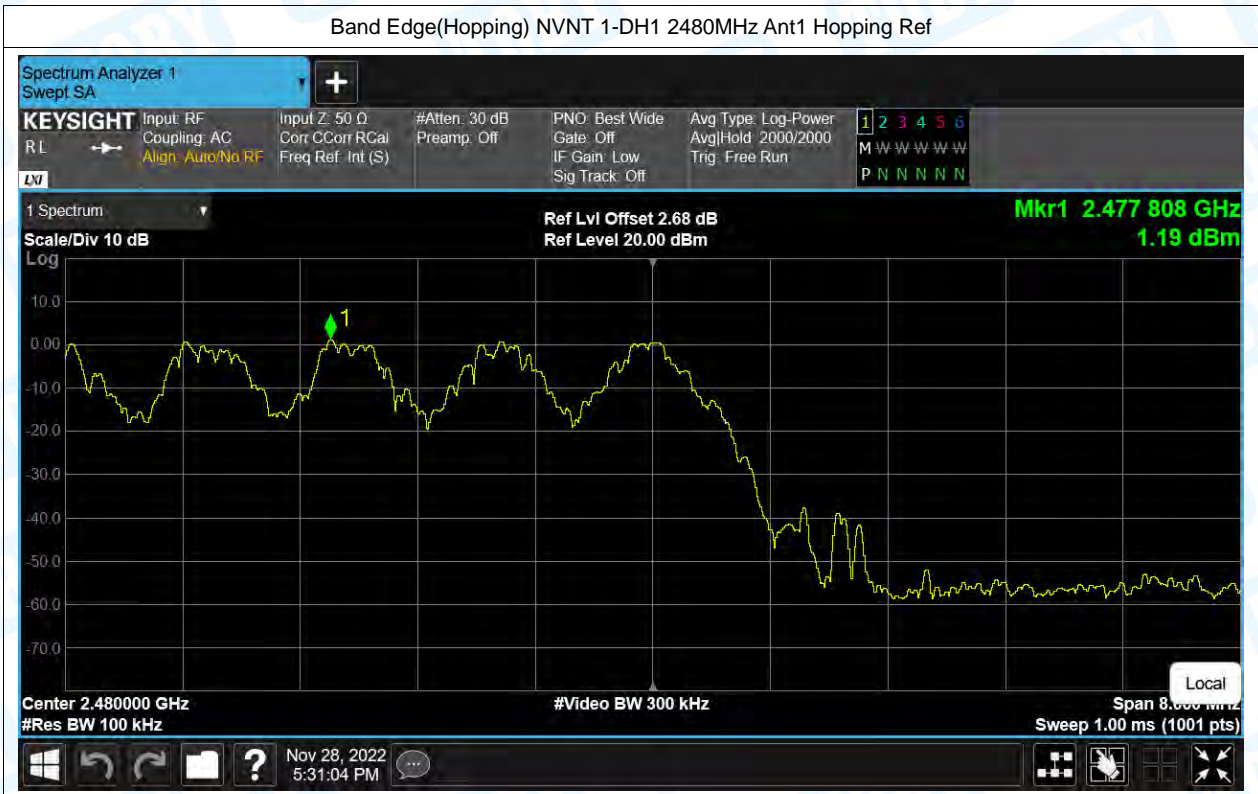 Band Edge(Hopping) NVNT 1-DH1 2480MHz Ant1 Hopping Ref
Spectrum Analyzer 1
Swept SA
+
KEYSIGHT
R L
LXI
Input: RF
Coupling: AC
Align: Auto/No RF
Input Z: 50 Ω
Corr CCorr RCal
Freq Ref: Int (S)
#Atten: 30 dB
Preamp: Off
PNO: Best Wide
Gate: Off
IF Gain: Low
Sig Track: Off
Avg Type: Log-Power
Avg|Hold: 2000/2000
Trig: Free Run
1 2 3 4 5 6
M W W W W W
P N N N N N
1 Spectrum
Scale/Div 10 dB
Log
Ref Lvl Offset 2.68 dB
Ref Level 20.00 dBm
Mkr1 2.477 808 GHz
1.19 dBm
1
10.0
0.00
-10.0
-20.0
-30.0
-40.0
-50.0
-60.0
-70.0
Local
Center 2.480000 GHz
#Res BW 100 kHz
#Video BW 300 kHz
Span 8.000 MHz
Sweep 1.00 ms (1001 pts)
?
Nov 28, 2022
5:31:04 PM